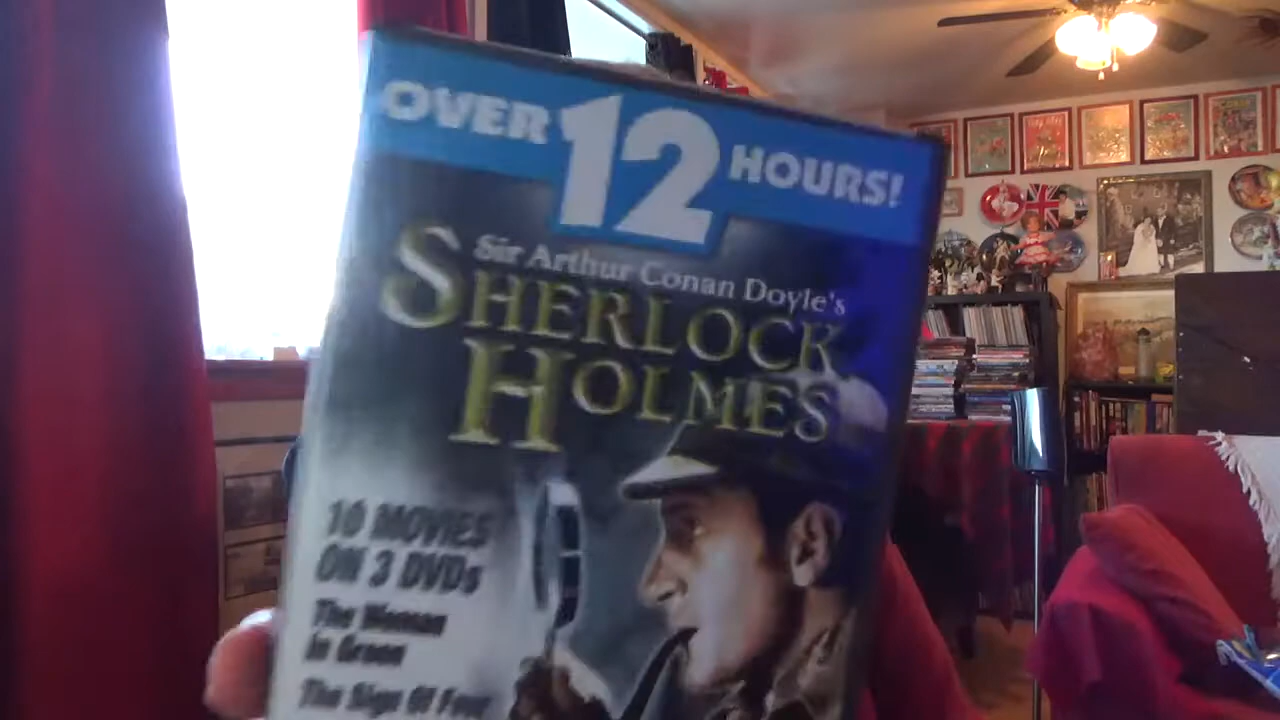 OVER 12 HOURS!
Sir Arthur Conan Doyle's
SHERLOCK
HOLMES
10 MOVIES
ON 3 DVDs
The Woman
in Green
The Sign Of Four